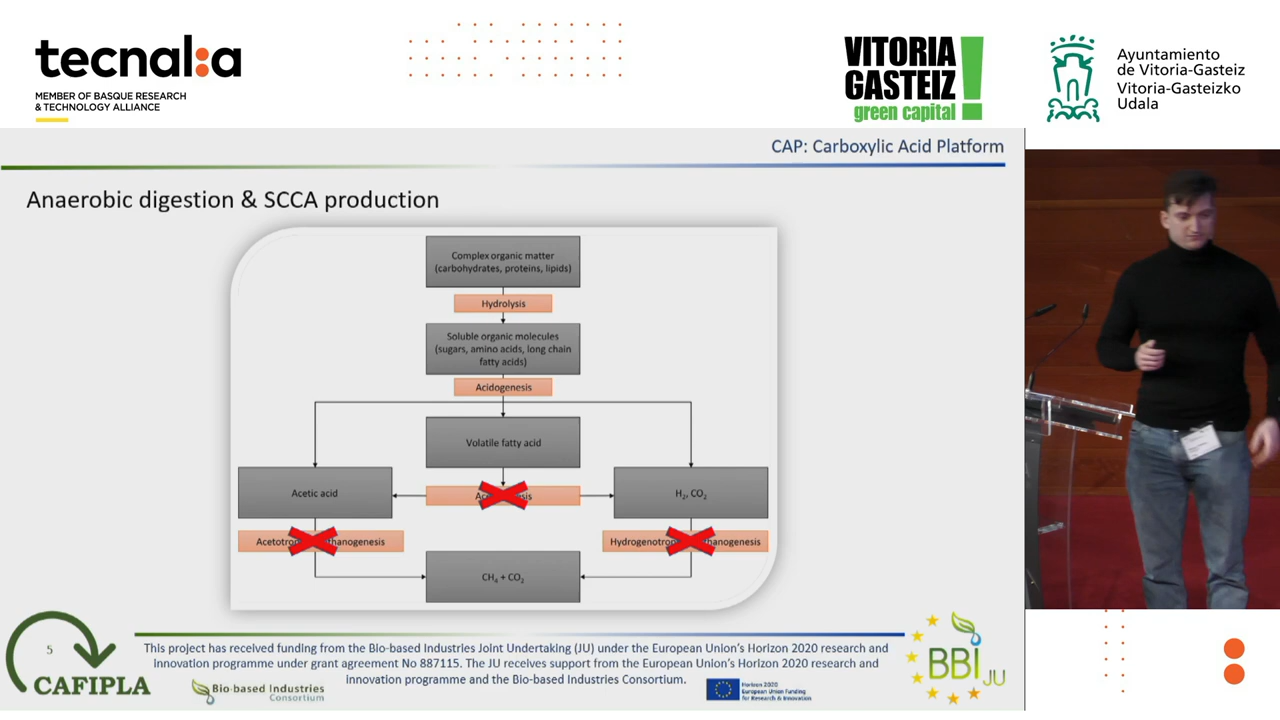 tecnal:a
MEMBER OF BASQUE RESEARCH
& TECHNOLOGY ALLIANCE
VITORIA
GASTEIZ
green capital
Ayuntamiento
de Vitoria-Gasteiz
Vitoria-Gasteizko
Udala
CAP: Carboxylic Acid Platform
Anaerobic digestion & SCCA production
Complex organic matter
(carbohydrates, proteins, lipids)
Hydrolysis
Soluble organic molecules
(sugars, amino acids, long chain
fatty acids)
Acidogenesis
Volatile fatty acid
Acetic acid
H₂, CO₂
CH₄ + CO₂
5
CAFIPLA
This project has received funding from the Bio-based Industries Joint Undertaking (JU) under the European Union's Horizon 2020 research and
innovation programme under grant agreement No 887115. The JU receives support from the European Union's Horizon 2020 research and
innovation programme and the Bio-based Industries Consortium.
Bio-based Industries
Consortium
Horizon 2020
European Union Funding
for Research & Innovation
BBI JU